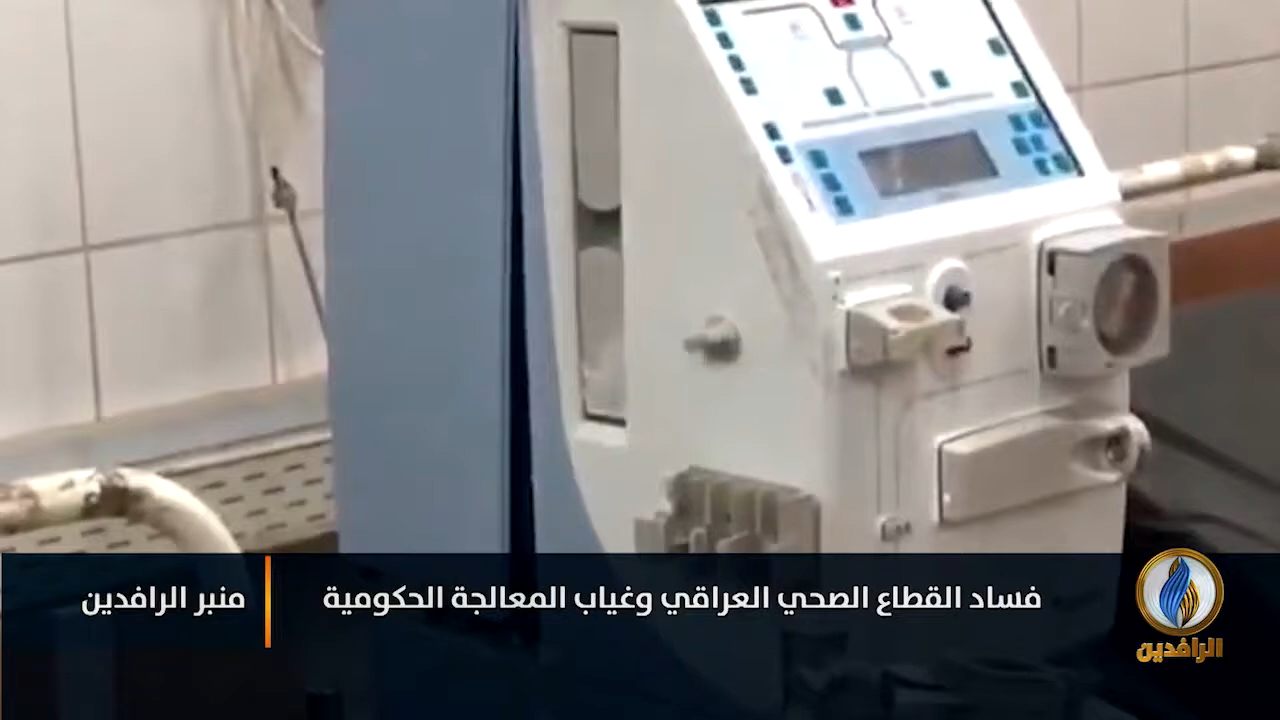 فساد القطاع الصحي العراقي وغياب المعالجة الحكومية
منبر الرافدين
الرافدين